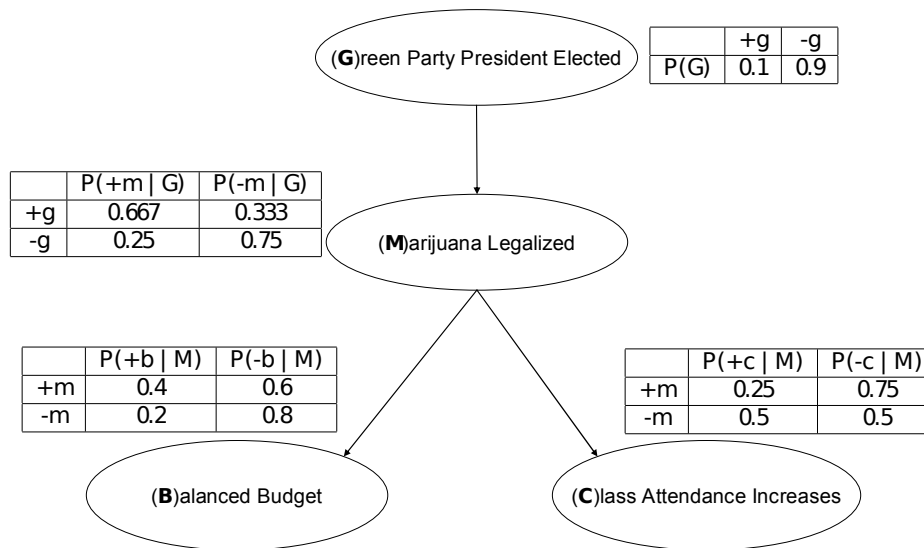 (G)reen Party President Elected
+g -g
P(G) 0.1 0.9
P(+m | G) P(-m | G)
+g 0.667 0.333
-g 0.25 0.75
(M)arijuana Legalized
P(+b | M) P(-b | M)
+m 0.4 0.6
-m 0.2 0.8
P(+c | M) P(-c | M)
+m 0.25 0.75
-m 0.5 0.5
(B)alanced Budget
(C)lass Attendance Increases